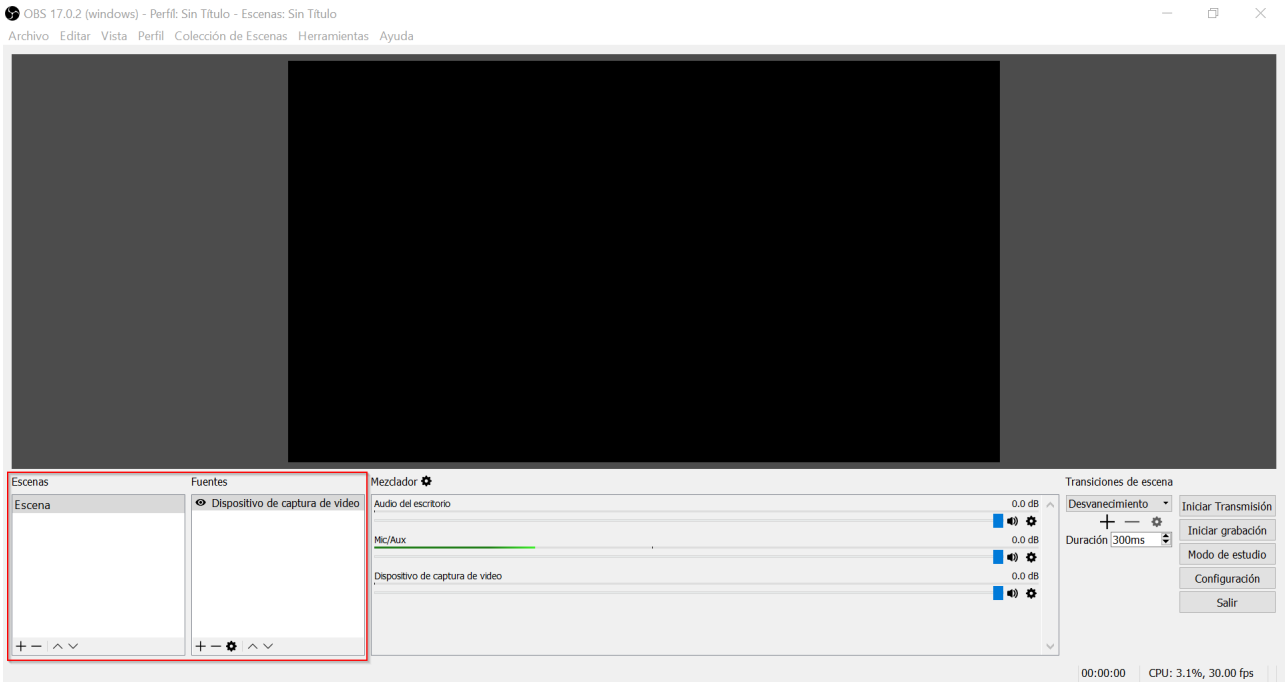 OBS 17.0.2 (windows) - Perfil: Sin Título - Escenas: Sin Título
Archivo Editar Vista Perfil Colección de Escenas Herramientas Ayuda
Escenas
Escena
Fuentes
Dispositivo de captura de video
Mezclador
Audio del escritorio 0.0 dB
Mic/Aux 0.0 dB
Dispositivo de captura de video 0.0 dB
Transiciones de escena
Desvanecimiento
Duración 300ms
Iniciar Transmisión
Iniciar grabación
Modo de estudio
Configuración
Salir
00:00:00 CPU: 3.1%, 30.00 fps